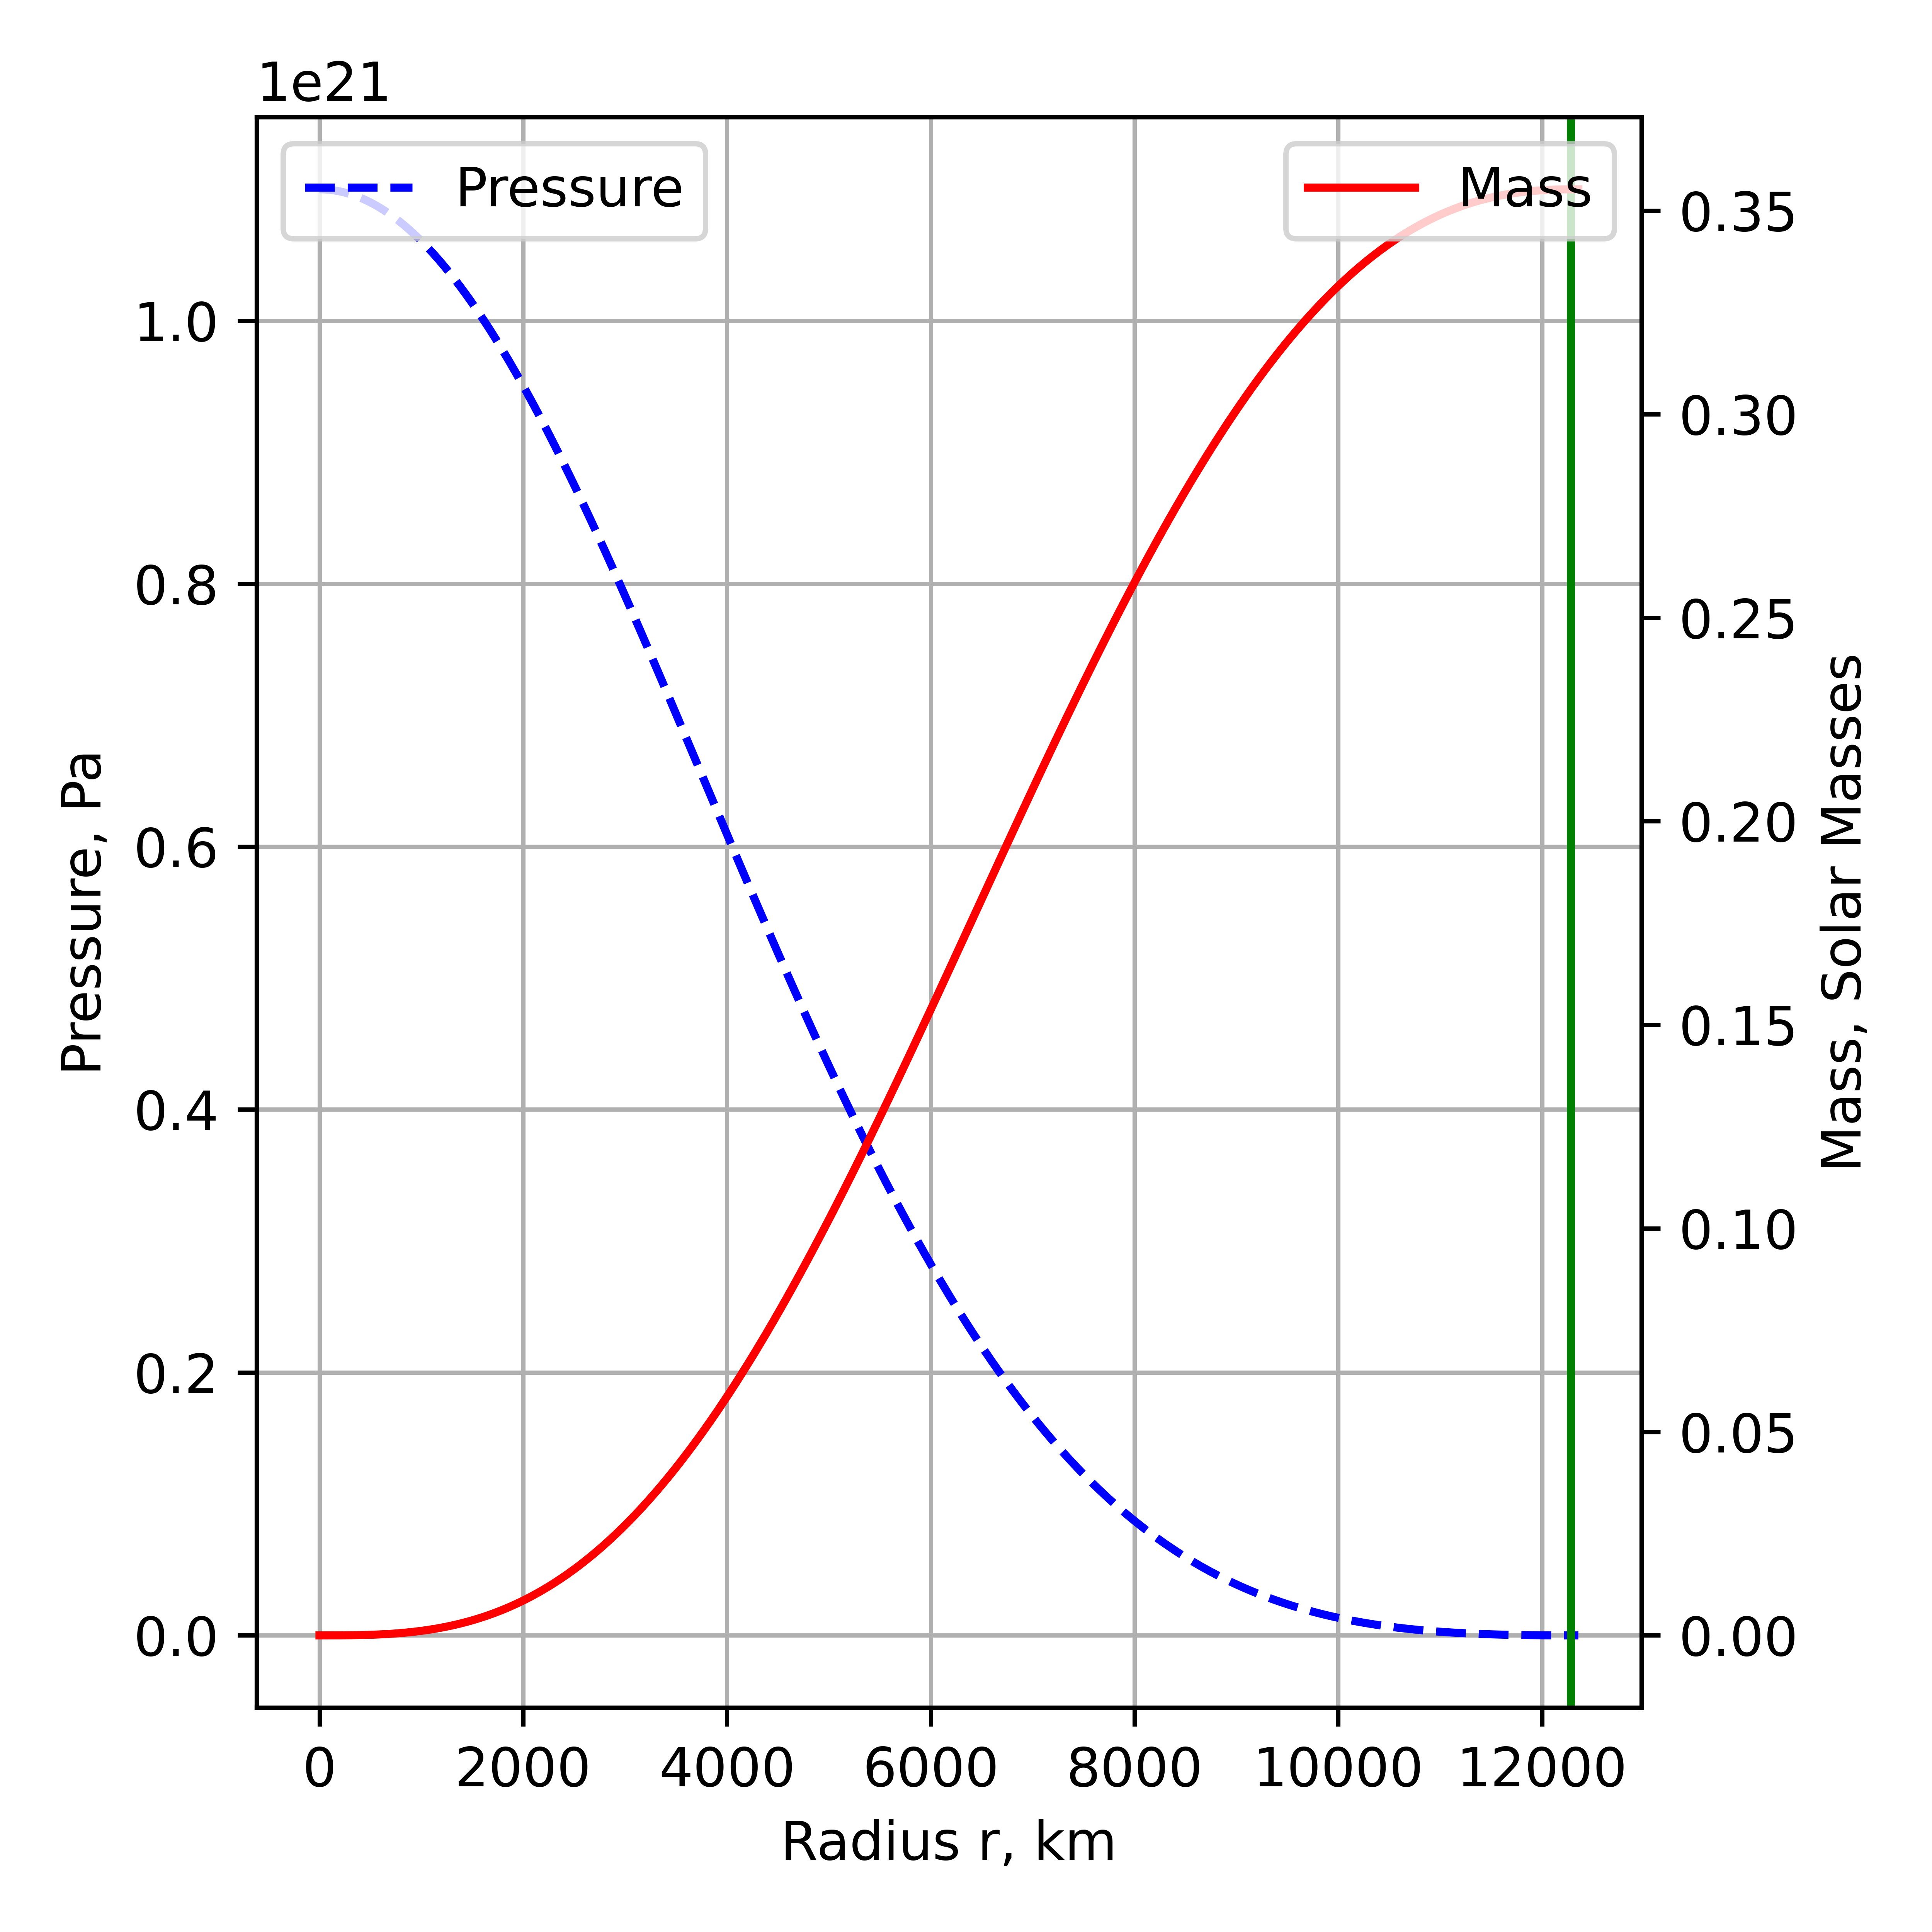 1e21
Pressure
Mass
1.0
0.8
0.6
0.4
0.2
0.0
Pressure, Pa
0.35
0.30
0.25
0.20
0.15
0.10
0.05
0.00
Mass, Solar Masses
0 2000 4000 6000 8000 10000 12000
Radius r, km